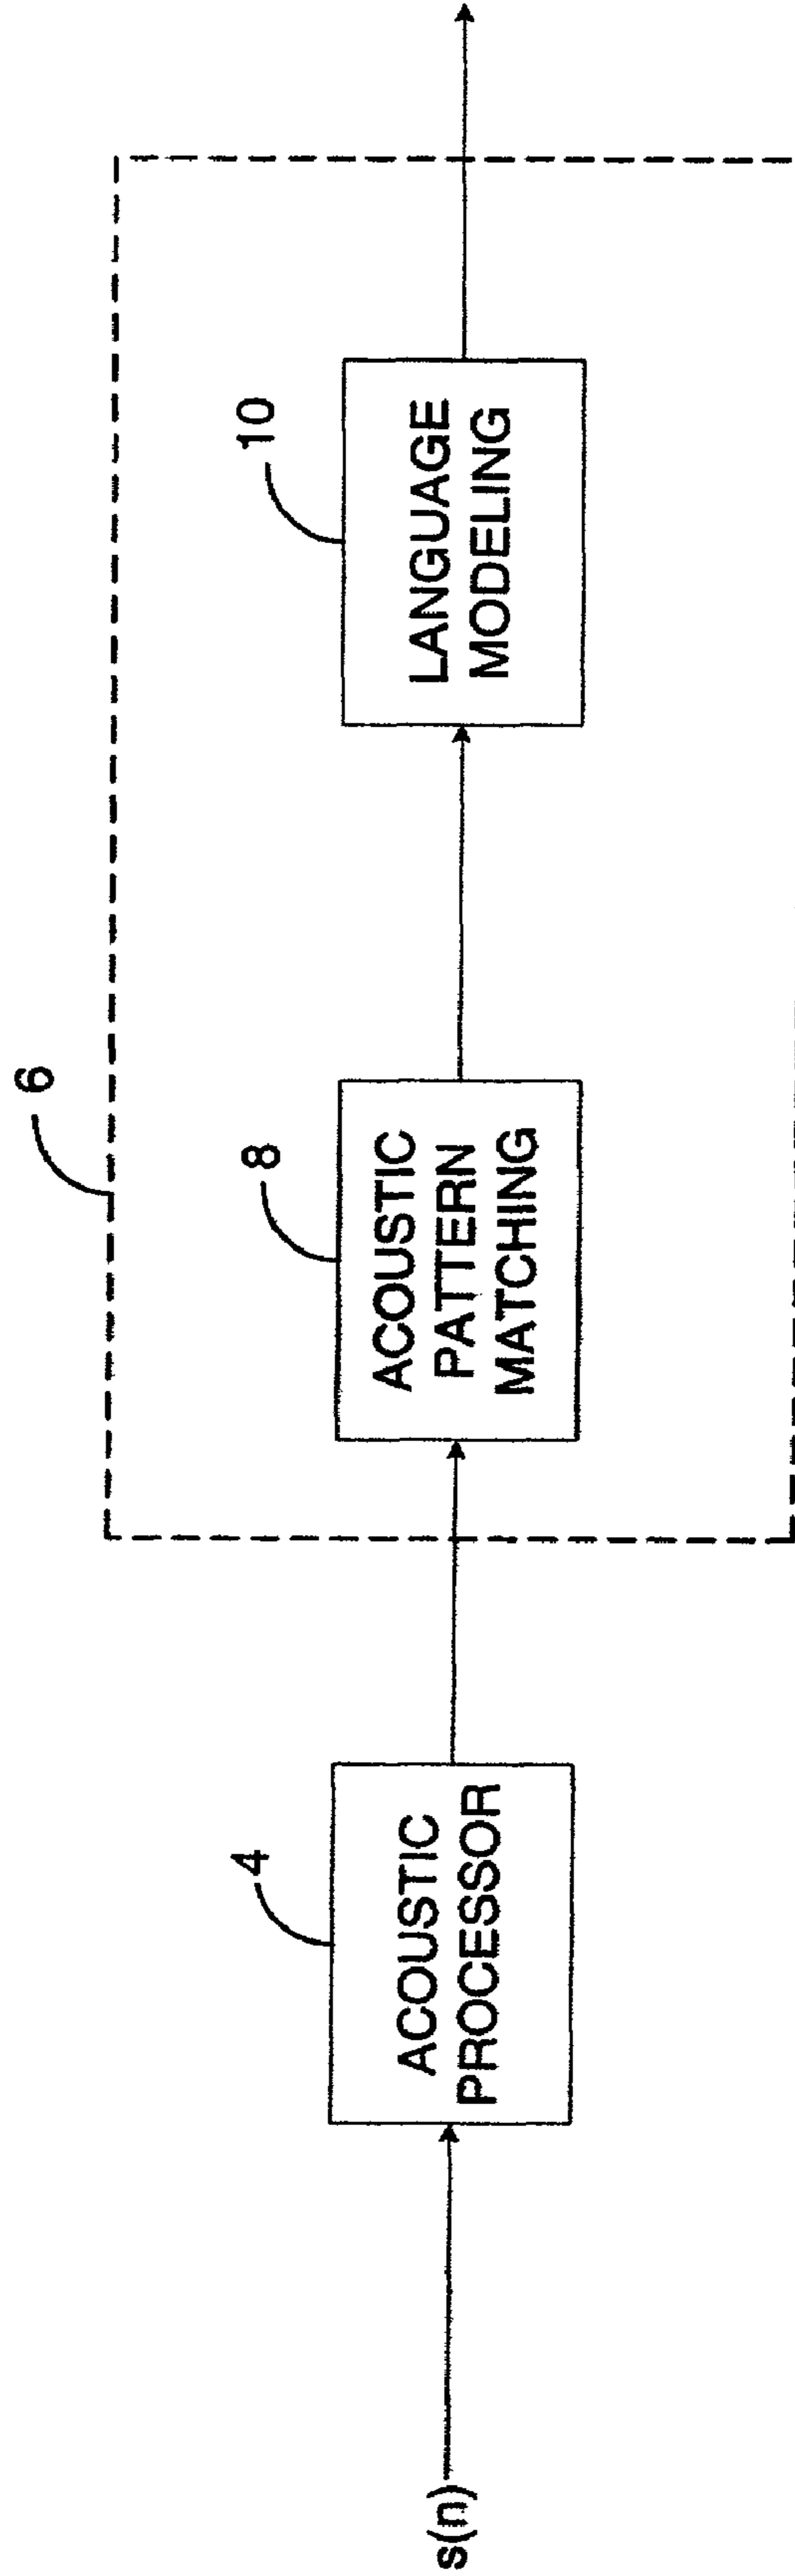 6
10
LANGUAGE
MODELING
8
ACOUSTIC
PATTERN
MATCHING
4
ACOUSTIC
PROCESSOR
s(n)